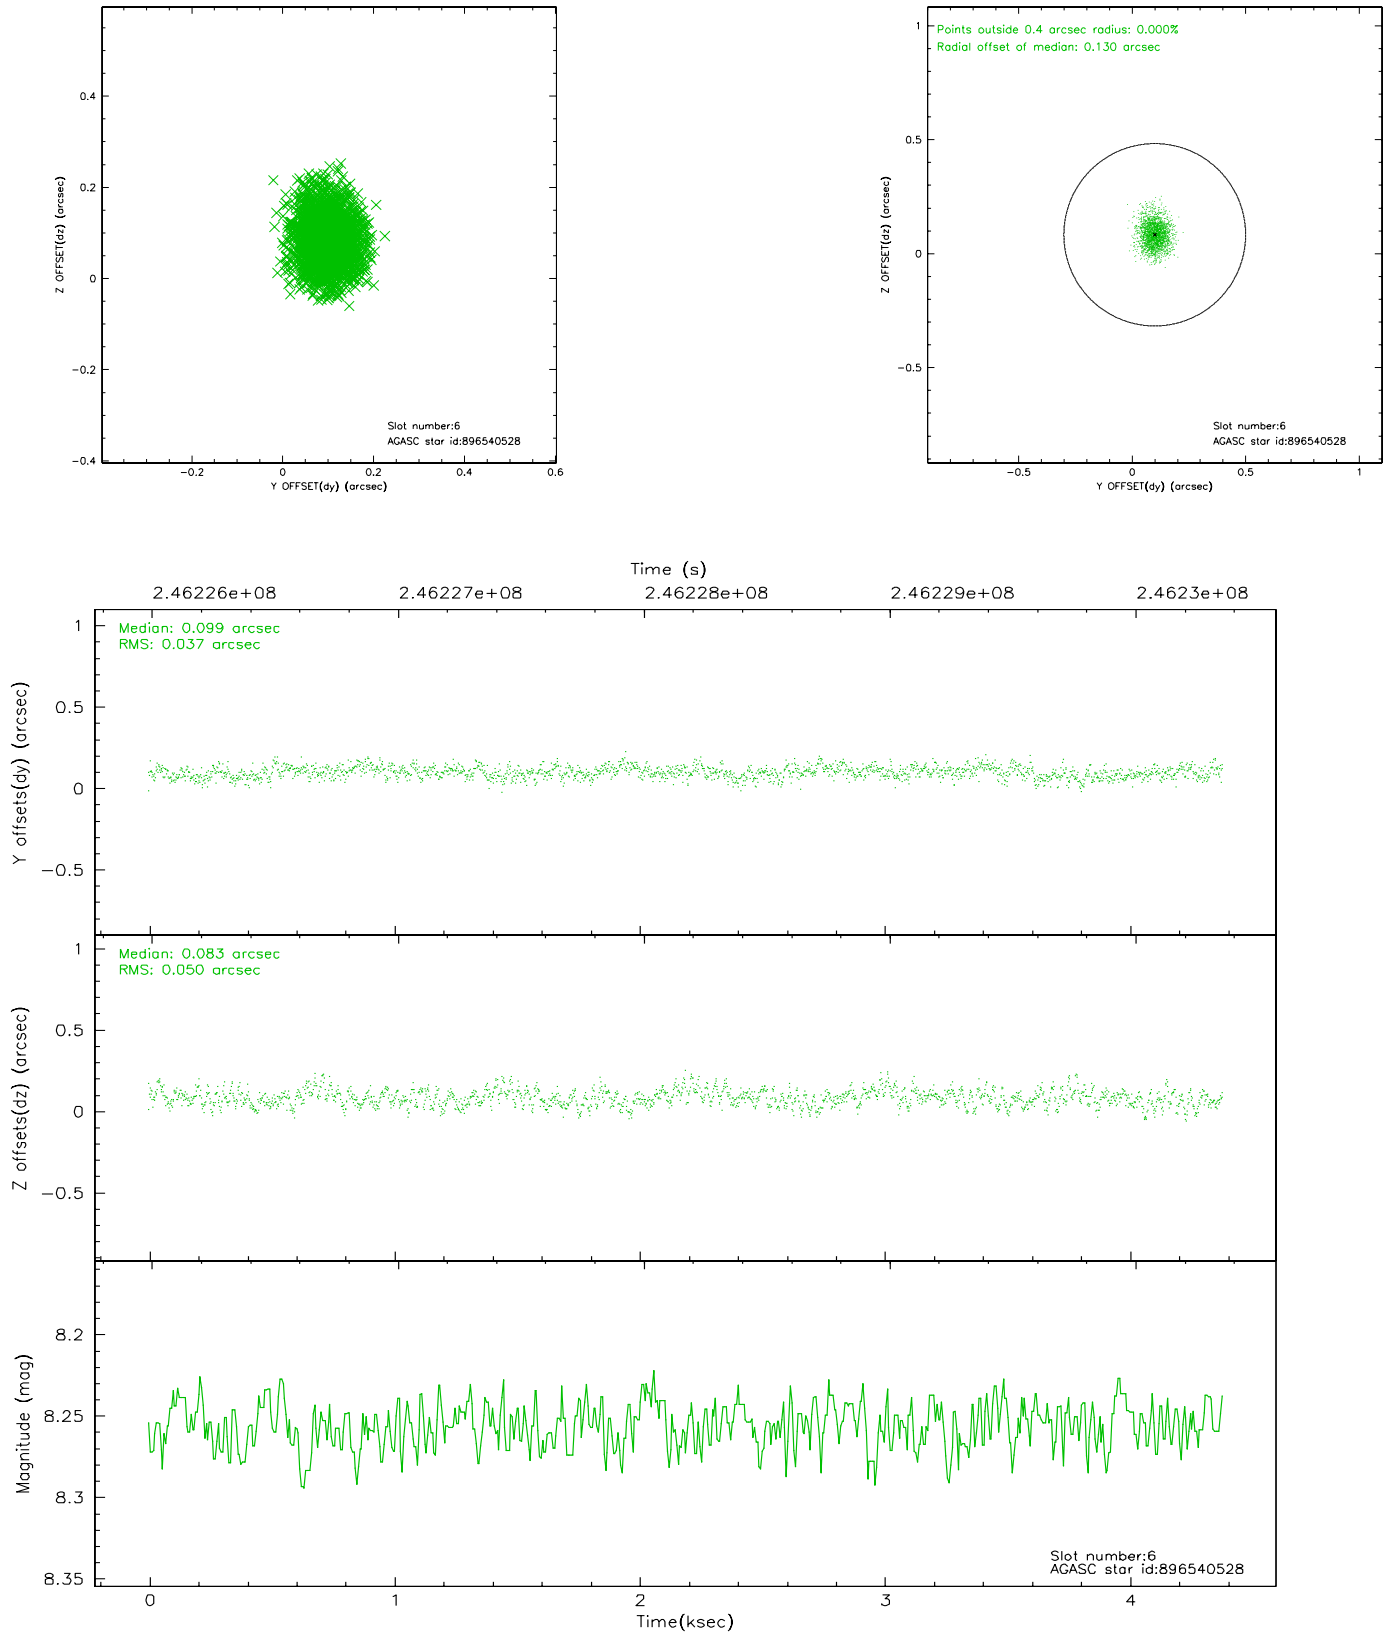 0.4
0.2
0
−0.2
−0.4
−0.2
0
0.2
0.4
0.6
Z OFFSET(dz) (arcsec)
Y OFFSET(dy) (arcsec)
Slot number:6
AGASC star id:896540528
Points outside 0.4 arcsec radius: 0.000%
Radial offset of median: 0.130 arcsec
1
0.5
0
−0.5
−0.5
0
0.5
1
Z OFFSET(dz) (arcsec)
Y OFFSET(dy) (arcsec)
Slot number:6
AGASC star id:896540528
Time (s)
2.46226e+08
2.46227e+08
2.46228e+08
2.46229e+08
2.4623e+08
Median: 0.099 arcsec
RMS: 0.037 arcsec
1
0.5
0
−0.5
Y offsets(dy) (arcsec)
Median: 0.083 arcsec
RMS: 0.050 arcsec
1
0.5
0
−0.5
Z offsets(dz) (arcsec)
8.2
8.25
8.3
8.35
Magnitude (mag)
Slot number:6
AGASC star id:896540528
0
1
2
3
4
Time(ksec)